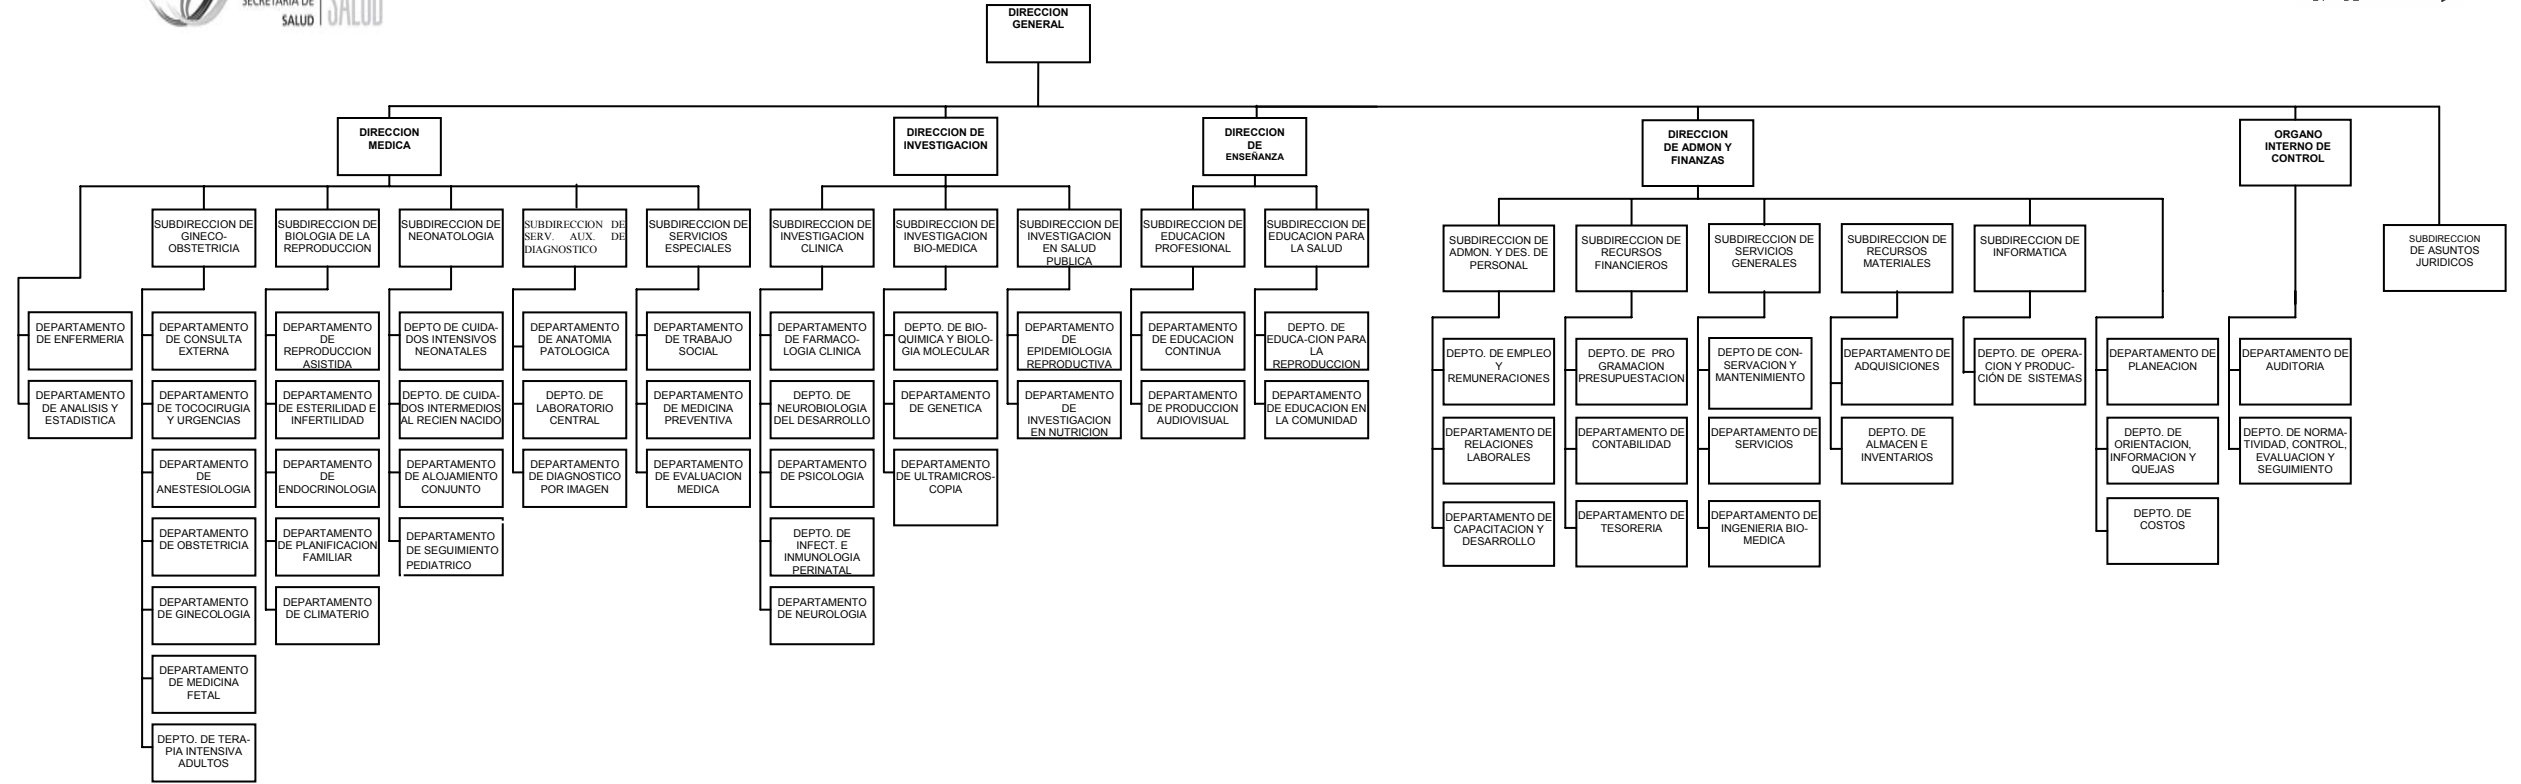 SECRETARIA DE
SALUD
SALUD
DIRECCION
GENERAL
DIRECCION
MEDICA
DIRECCION DE
INVESTIGACION
DIRECCION
DE
ENSEÑANZA
DIRECCION
DE ADMON Y
FINANZAS
ORGANO
INTERNO DE
CONTROL
SUBDIRECCION DE
GINECO-
OBSTETRICIA
SUBDIRECCION DE
BIOLOGIA DE LA
REPRODUCCION
SUBDIRECCION DE
NEONATOLOGIA
SUBDIRECCION DE
SERV. AUX. DE
DIAGNOSTICO
SUBDIRECCION DE
SERVICIOS
ESPECIALES
SUBDIRECCION DE
INVESTIGACION
CLINICA
SUBDIRECCION DE
INVESTIGACION
BIO-MEDICA
SUBDIRECCION DE
INVESTIGACION
EN SALUD
PUBLICA
SUBDIRECCION DE
EDUCACION
PROFESIONAL
SUBDIRECCION DE
EDUCACION PARA
LA SALUD
SUBDIRECCION DE
ADMON. Y DES. DE
PERSONAL
SUBDIRECCION DE
RECURSOS
FINANCIEROS
SUBDIRECCION DE
SERVICIOS
GENERALES
SUBDIRECCION DE
RECURSOS
MATERIALES
SUBDIRECCION DE
INFORMATICA
SUBDIRECCION
DE ASUNTOS
JURIDICOS
DEPARTAMENTO
DE ENFERMERIA
DEPARTAMENTO
DE ANALISIS Y
ESTADISTICA
DEPARTAMENTO
DE CONSULTA
EXTERNA
DEPARTAMENTO
DE TOCOCIRUGIA
Y URGENCIAS
DEPARTAMENTO
DE
ANESTESIOLOGIA
DEPARTAMENTO
DE OBSTETRICIA
DEPARTAMENTO
DE GINECOLOGIA
DEPARTAMENTO
DE MEDICINA
FETAL
DEPTO. DE TERA-
PIA INTENSIVA
ADULTOS
DEPARTAMENTO
DE
REPRODUCCION
ASISTIDA
DEPARTAMENTO
DE ESTERILIDAD E
INFERTILIDAD
DEPARTAMENTO
DE
ENDOCRINOLOGIA
DEPARTAMENTO
DE PLANIFICACION
FAMILIAR
DEPARTAMENTO
DE CLIMATERIO
DEPTO DE CUIDA-
DOS INTENSIVOS
NEONATALES
DEPTO. DE CUIDA-
DOS INTERMEDIOS
AL RECIEN NACIDO
DEPARTAMENTO
DE ALOJAMIENTO
CONJUNTO
DEPARTAMENTO
DE SEGUIMIENTO
PEDIATRICO
DEPARTAMENTO
DE ANATOMIA
PATOLOGICA
DEPTO. DE
LABORATORIO
CENTRAL
DEPARTAMENTO
DE DIAGNOSTICO
POR IMAGEN
DEPARTAMENTO
DE TRABAJO
SOCIAL
DEPARTAMENTO
DE MEDICINA
PREVENTIVA
DEPARTAMENTO
DE EVALUACION
MEDICA
DEPARTAMENTO
DE FARMACO-
LOGIA CLINICA
DEPTO. DE
NEUROBIOLOGIA
DEL DESARROLLO
DEPARTAMENTO
DE PSICOLOGIA
DEPTO. DE
INFECT. E
INMUNOLOGIA
PERINATAL
DEPARTAMENTO
DE NEUROLOGIA
DEPTO. DE BIO-
QUIMICA Y BIOLO-
GIA MOLECULAR
DEPARTAMENTO
DE GENETICA
DEPARTAMENTO
DE ULTRAMICROS-
COPIA
DEPARTAMENTO
DE
EPIDEMIOLOGIA
REPRODUCTIVA
DEPARTAMENTO
DE
INVESTIGACION
EN NUTRICION
DEPARTAMENTO
DE EDUCACION
CONTINUA
DEPARTAMENTO
DE PRODUCCION
AUDIOVISUAL
DEPTO. DE
EDUCA-CION PARA
LA
REPRODUCCION
DEPARTAMENTO
DE EDUCACION EN
LA COMUNIDAD
DEPTO. DE EMPLEO
Y
REMUNERACIONES
DEPARTAMENTO DE
RELACIONES
LABORALES
DEPARTAMENTO DE
CAPACITACION Y
DESARROLLO
DEPTO. DE PRO
GRAMACION
PRESUPUESTACION
DEPARTAMENTO DE
CONTABILIDAD
DEPARTAMENTO DE
TESORERIA
DEPTO DE CON-
SERVACION Y
MANTENIMIENTO
DEPARTAMENTO DE
SERVICIOS
DEPARTAMENTO DE
INGENIERIA BIO-
MEDICA
DEPARTAMENTO DE
ADQUISICIONES
DEPTO. DE
ALMACEN E
INVENTARIOS
DEPTO. DE OPERA-
CION Y PRODUC-
CIÓN DE SISTEMAS
DEPARTAMENTO DE
PLANEACION
DEPTO. DE
ORIENTACION,
INFORMACION Y
QUEJAS
DEPTO. DE
COSTOS
DEPARTAMENTO DE
AUDITORIA
DEPTO. DE NORMA-
TIVIDAD, CONTROL,
EVALUACION Y
SEGUIMIENTO